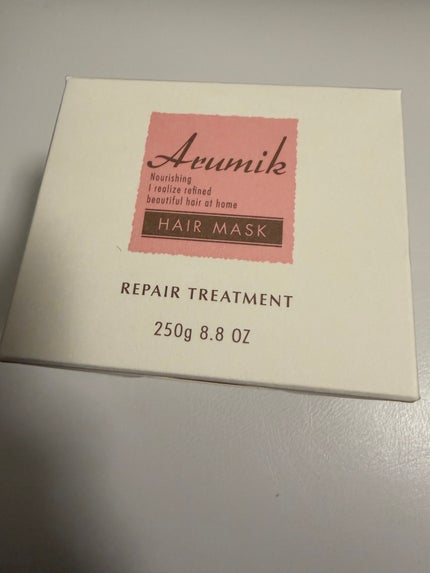 Arumik
Nourishing
I realize refined
beautiful hair at home
HAIR MASK
REPAIR TREATMENT
250g 8.8 OZ